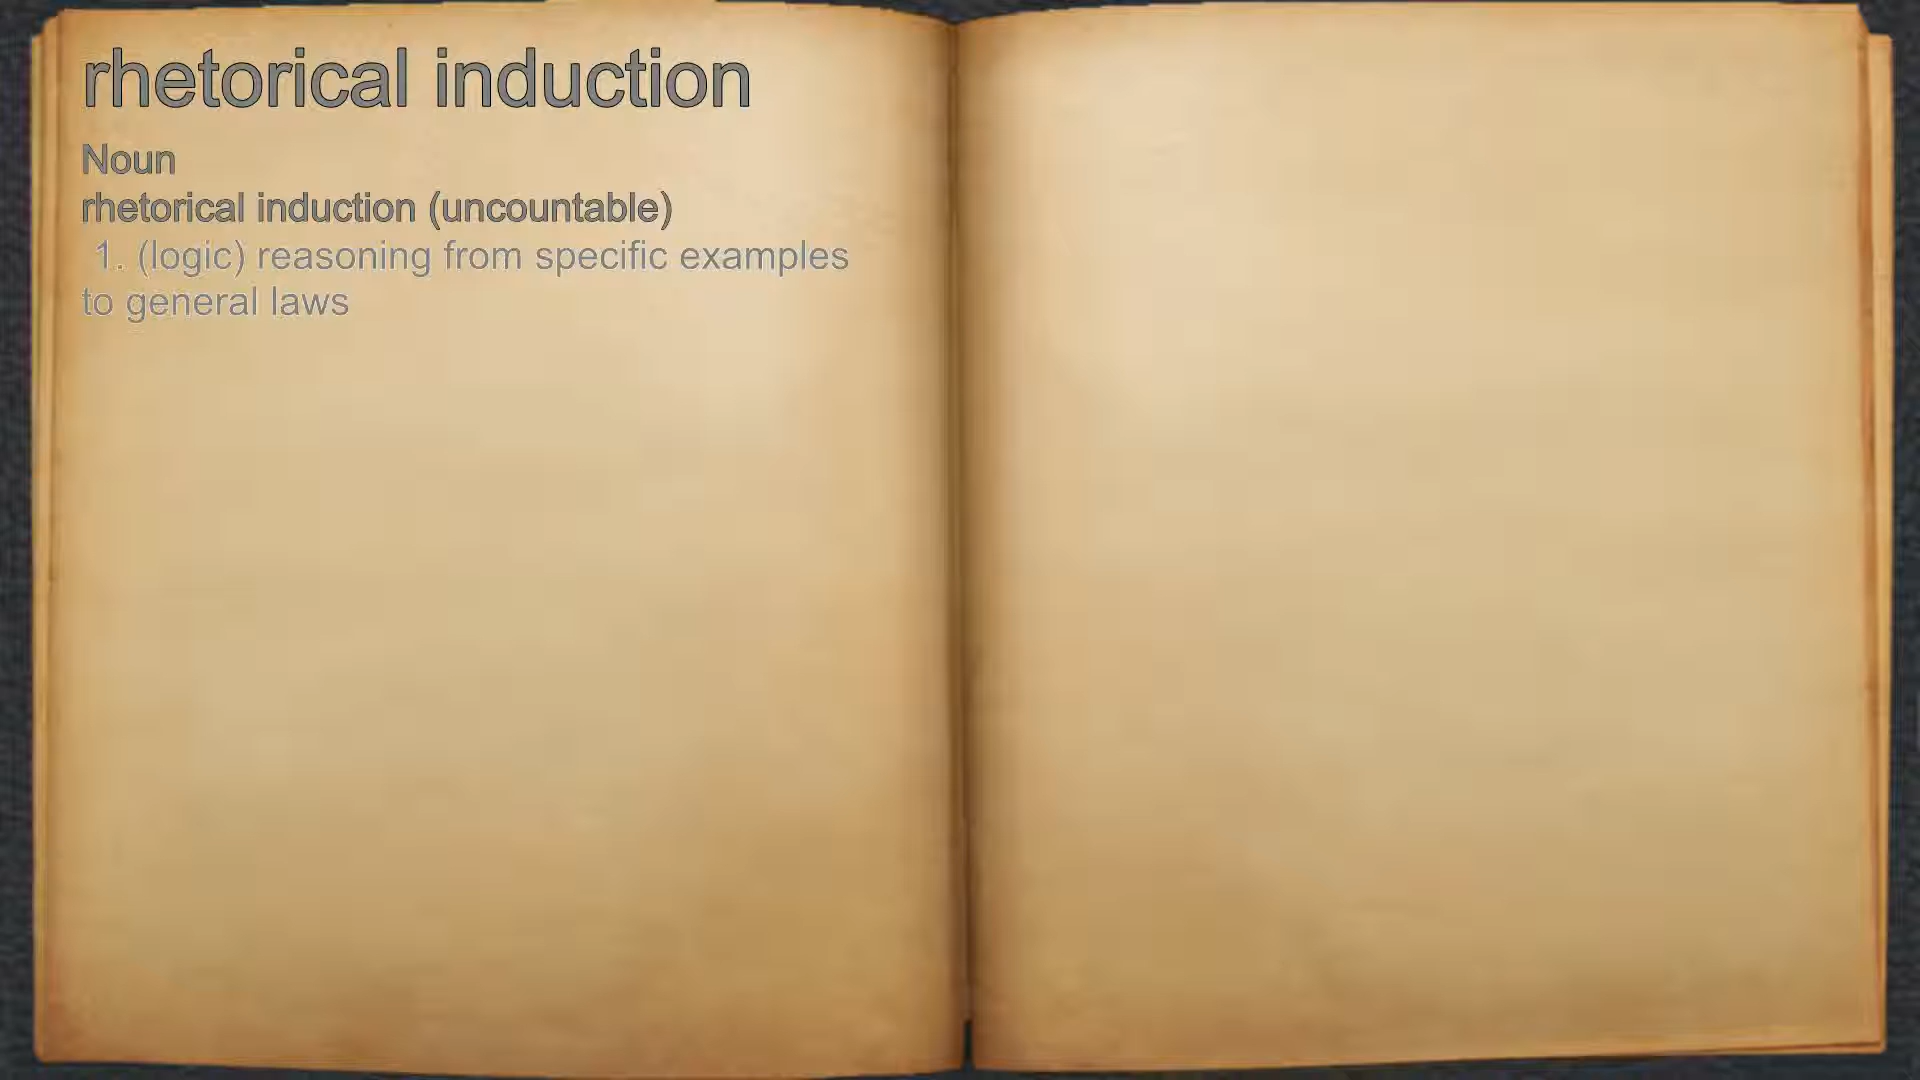 rhetorical induction
Noun
rhetorical induction (uncountable)
1. (logic) reasoning from specific examples
to general laws